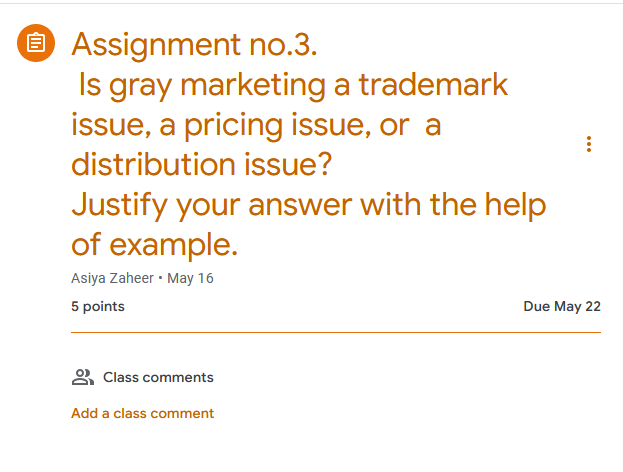 Assignment no.3.
Is gray marketing a trademark
issue, a pricing issue, or  a
distribution issue?
Justify your answer with the help
of example.
Asiya Zaheer • May 16
5 points
Due May 22
Class comments
Add a class comment